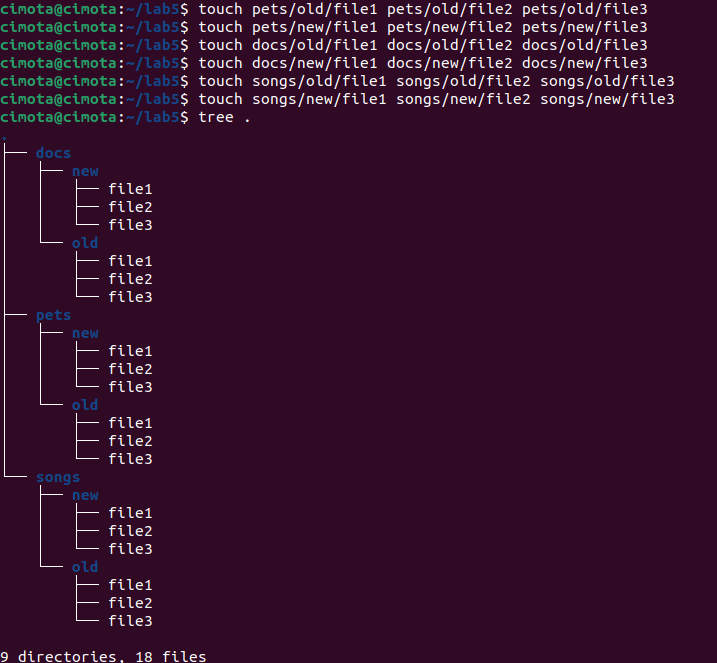 cimota@cimota:~/lab5$ touch pets/old/file1 pets/old/file2 pets/old/file3
cimota@cimota:~/lab5$ touch pets/new/file1 pets/new/file2 pets/new/file3
cimota@cimota:~/lab5$ touch docs/old/file1 docs/old/file2 docs/old/file3
cimota@cimota:~/lab5$ touch docs/new/file1 docs/new/file2 docs/new/file3
cimota@cimota:~/lab5$ touch songs/old/file1 songs/old/file2 songs/old/file3
cimota@cimota:~/lab5$ touch songs/new/file1 songs/new/file2 songs/new/file3
cimota@cimota:~/lab5$ tree .
.
├── docs
│   ├── new
│   │   ├── file1
│   │   ├── file2
│   │   └── file3
│   └── old
│       ├── file1
│       ├── file2
│       └── file3
├── pets
│   ├── new
│   │   ├── file1
│   │   ├── file2
│   │   └── file3
│   └── old
│       ├── file1
│       ├── file2
│       └── file3
└── songs
    ├── new
    │   ├── file1
    │   ├── file2
    │   └── file3
    └── old
        ├── file1
        ├── file2
        └── file3
9 directories, 18 files